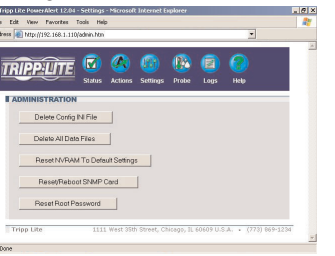 Tripp Lite PowerAlert 12.04 - Settings - Microsoft Internet Explorer
Edit View Favorites Tools Help
dress http://192.168.1.110/admin.htm
TRIPP-LITE
Status Actions Settings Probe Logs Help
ADMINISTRATION
Delete Config INI File
Delete All Data Files
Reset NVRAM To Default Settings
Reset/Reboot SNMP Card
Reset Root Password
Tripp Lite 1111 West 35th Street, Chicago, IL 60609 U.S.A. • (773) 869-1234
Done